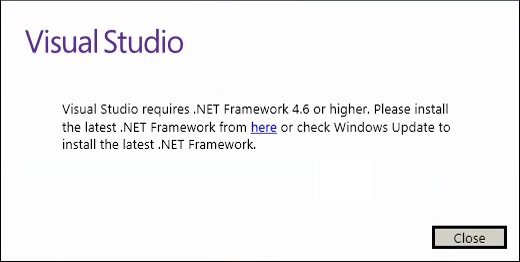 Visual Studio
Visual Studio requires .NET Framework 4.6 or higher. Please install
the latest .NET Framework from here or check Windows Update to
install the latest .NET Framework.
Close